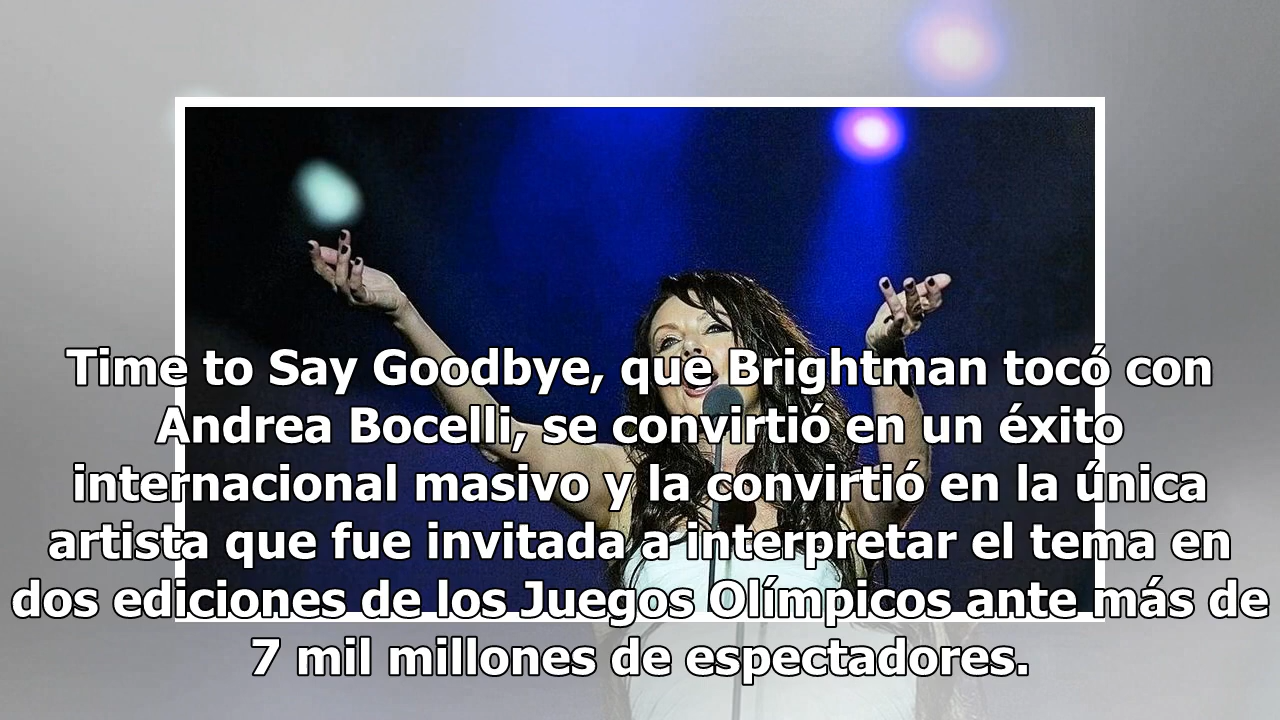 Time to Say Goodbye, que Brightman tocó con
Andrea Bocelli, se convirtió en un éxito
internacional masivo y la convirtió en la única
artista que fue invitada a interpretar el tema en
dos ediciones de los Juegos Olímpicos ante más de
7 mil millones de espectadores.